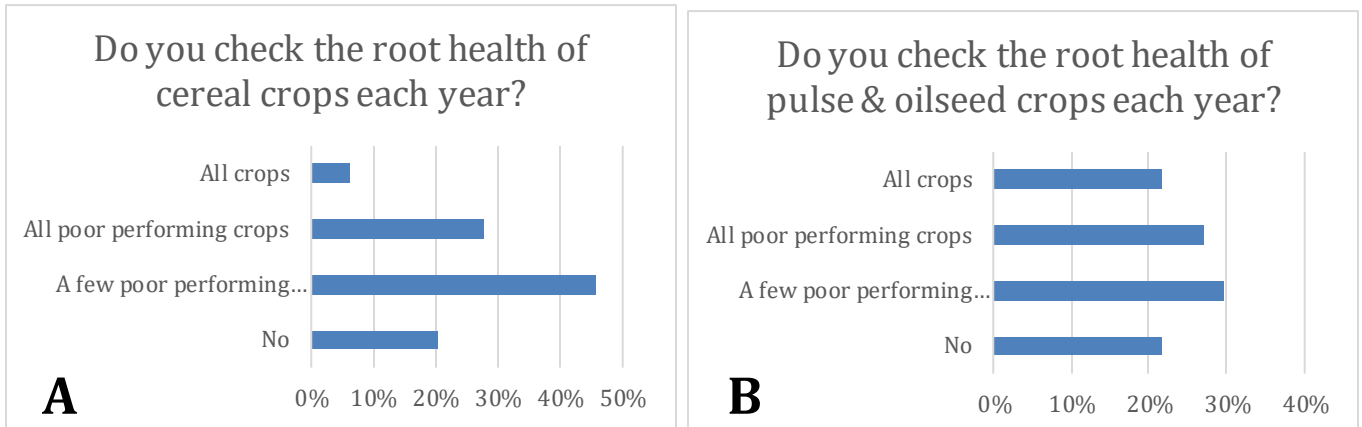 Do you check the root health of
cereal crops each year?
All crops
All poor performing crops
A few poor performing...
No
0% 10% 20% 30% 40% 50%
A
Do you check the root health of
pulse & oilseed crops each year?
All crops
All poor performing crops
A few poor performing...
No
0% 10% 20% 30% 40%
B